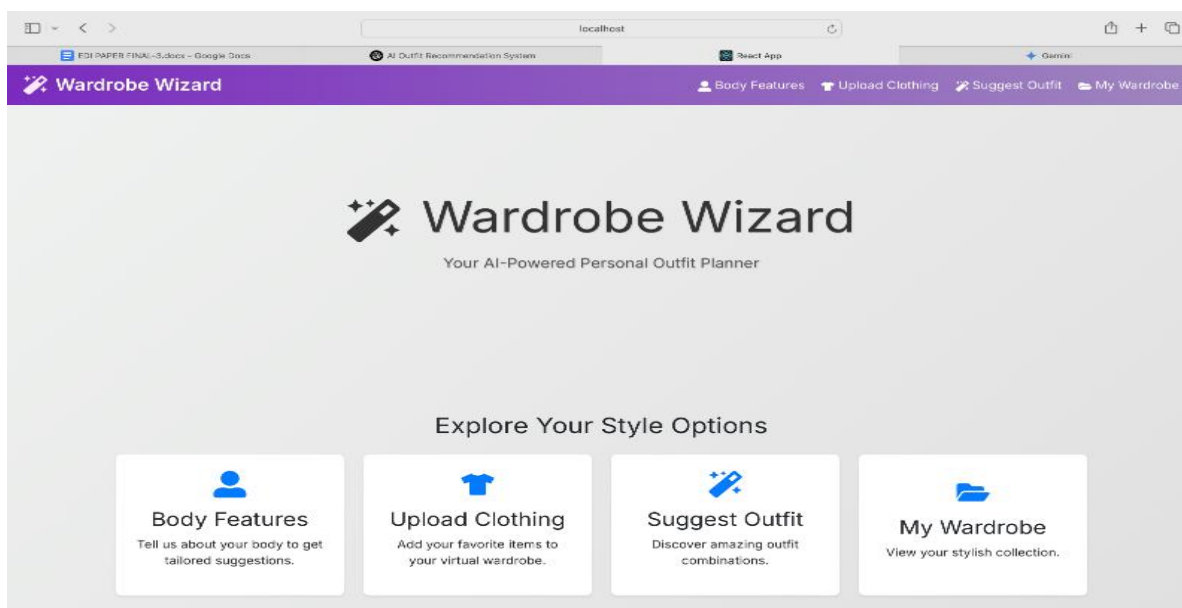 localhost
EDI PAPER FINAL-3.docx - Google Docs
AI Outfit Recommendation System
React App
Gemini
Wardrobe Wizard
Body Features
Upload Clothing
Suggest Outfit
My Wardrobe
Wardrobe Wizard
Your AI-Powered Personal Outfit Planner
Explore Your Style Options
Body Features
Tell us about your body to get
tailored suggestions.
Upload Clothing
Add your favorite items to
your virtual wardrobe.
Suggest Outfit
Discover amazing outfit
combinations.
My Wardrobe
View your stylish collection.